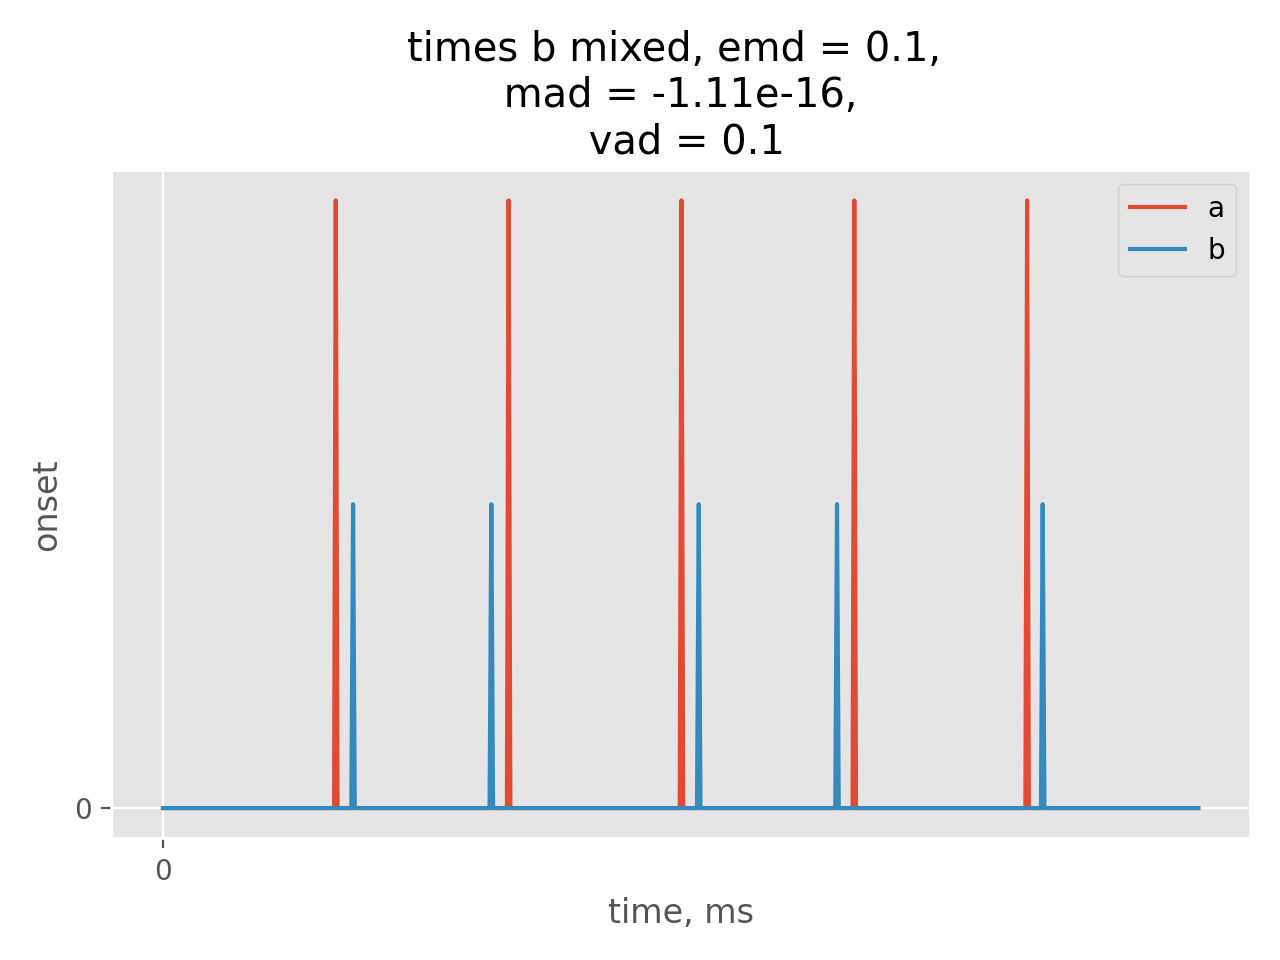 times b mixed, emd = 0.1,
mad = -1.11e-16,
vad = 0.1
a
b
onset
0
0
time, ms